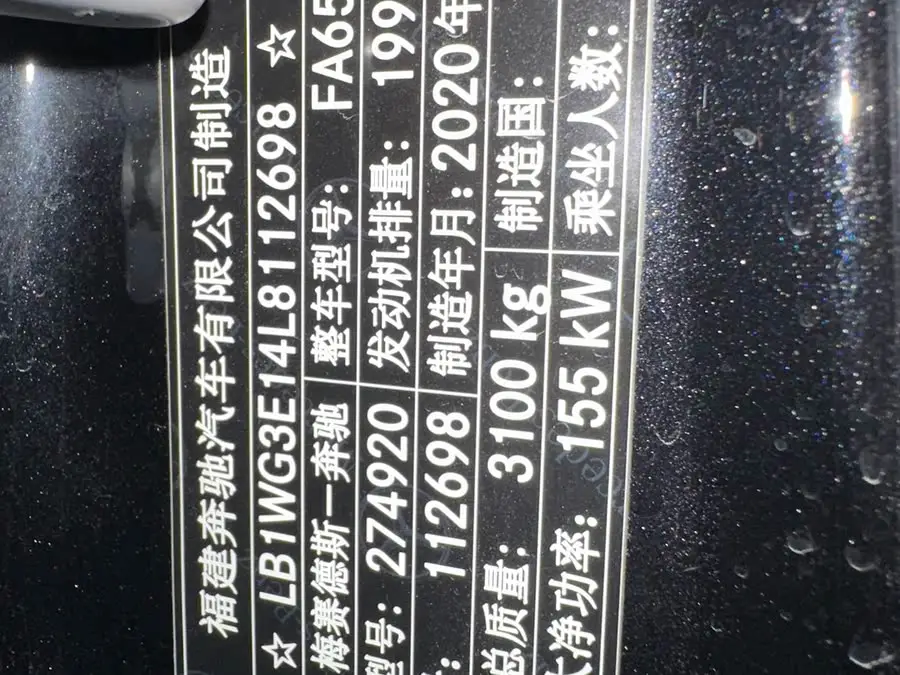 福建奔驰汽车有限公司制造
☆ LB1WG3E14L8112698 ☆
梅赛德斯—奔驰 整车型号: FA65
型号: 274920 发动机排量: 199
112698 制造年月: 2020年
总质量: 3100 kg 制造国:
大净功率: 155 kW 乘坐人数: